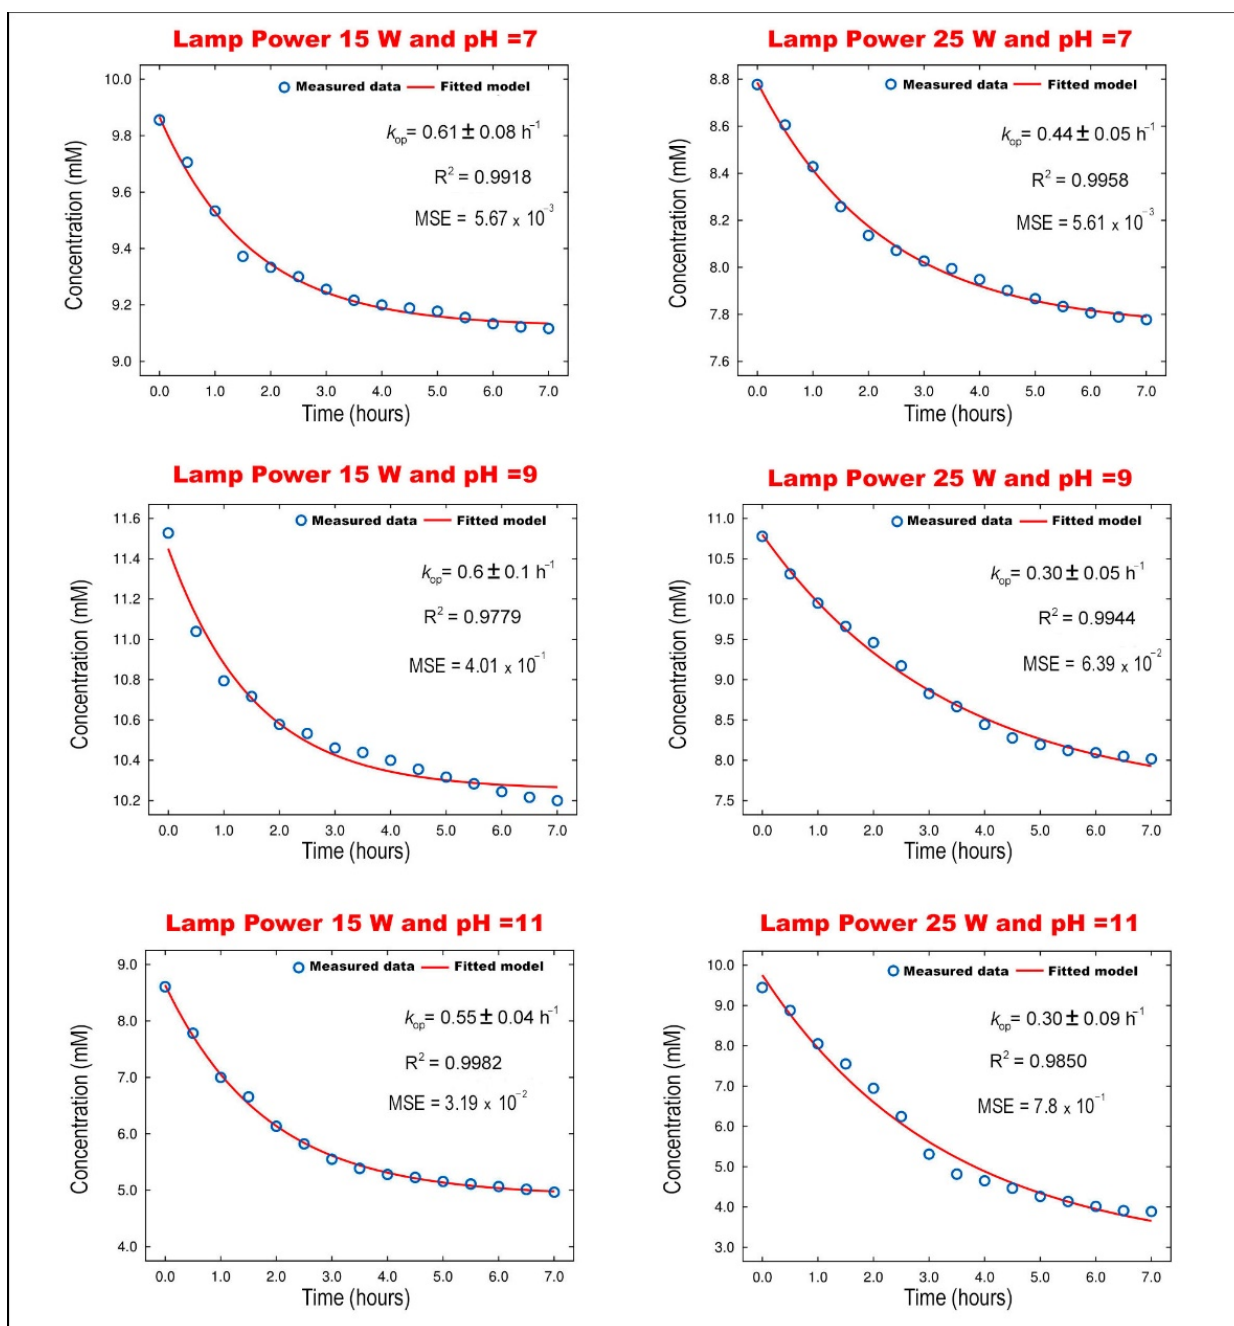 Lamp Power 15 W and pH =7
10.0
9.8
9.6
9.4
9.2
9.0
Concentration (mM)
Measured data Fitted model
kop= 0.61 ± 0.08 h⁻¹
R² = 0.9918
MSE = 5.67 x 10⁻³
0.0 1.0 2.0 3.0 4.0 5.0 6.0 7.0
Time (hours)
Lamp Power 25 W and pH =7
8.8
8.6
8.4
8.2
8.0
7.8
7.6
Concentration (mM)
Measured data Fitted model
kop= 0.44 ± 0.05 h⁻¹
R² = 0.9958
MSE = 5.61 x 10⁻³
0.0 1.0 2.0 3.0 4.0 5.0 6.0 7.0
Time (hours)
Lamp Power 15 W and pH =9
11.6
11.4
11.2
11.0
10.8
10.6
10.4
10.2
Concentration (mM)
Measured data Fitted model
kop= 0.6 ± 0.1 h⁻¹
R² = 0.9779
MSE = 4.01 x 10⁻¹
0.0 1.0 2.0 3.0 4.0 5.0 6.0 7.0
Time (hours)
Lamp Power 25 W and pH =9
11.0
10.5
10.0
9.5
9.0
8.5
8.0
7.5
Concentration (mM)
Measured data Fitted model
kop= 0.30 ± 0.05 h⁻¹
R² = 0.9944
MSE = 6.39 x 10⁻²
0.0 1.0 2.0 3.0 4.0 5.0 6.0 7.0
Time (hours)
Lamp Power 15 W and pH =11
9.0
8.0
7.0
6.0
5.0
4.0
Concentration (mM)
Measured data Fitted model
kop= 0.55 ± 0.04 h⁻¹
R² = 0.9982
MSE = 3.19 x 10⁻²
0.0 1.0 2.0 3.0 4.0 5.0 6.0 7.0
Time (hours)
Lamp Power 25 W and pH =11
10.0
9.0
8.0
7.0
6.0
5.0
4.0
3.0
Concentration (mM)
Measured data Fitted model
kop= 0.30 ± 0.09 h⁻¹
R² = 0.9850
MSE = 7.8 x 10⁻¹
0.0 1.0 2.0 3.0 4.0 5.0 6.0 7.0
Time (hours)